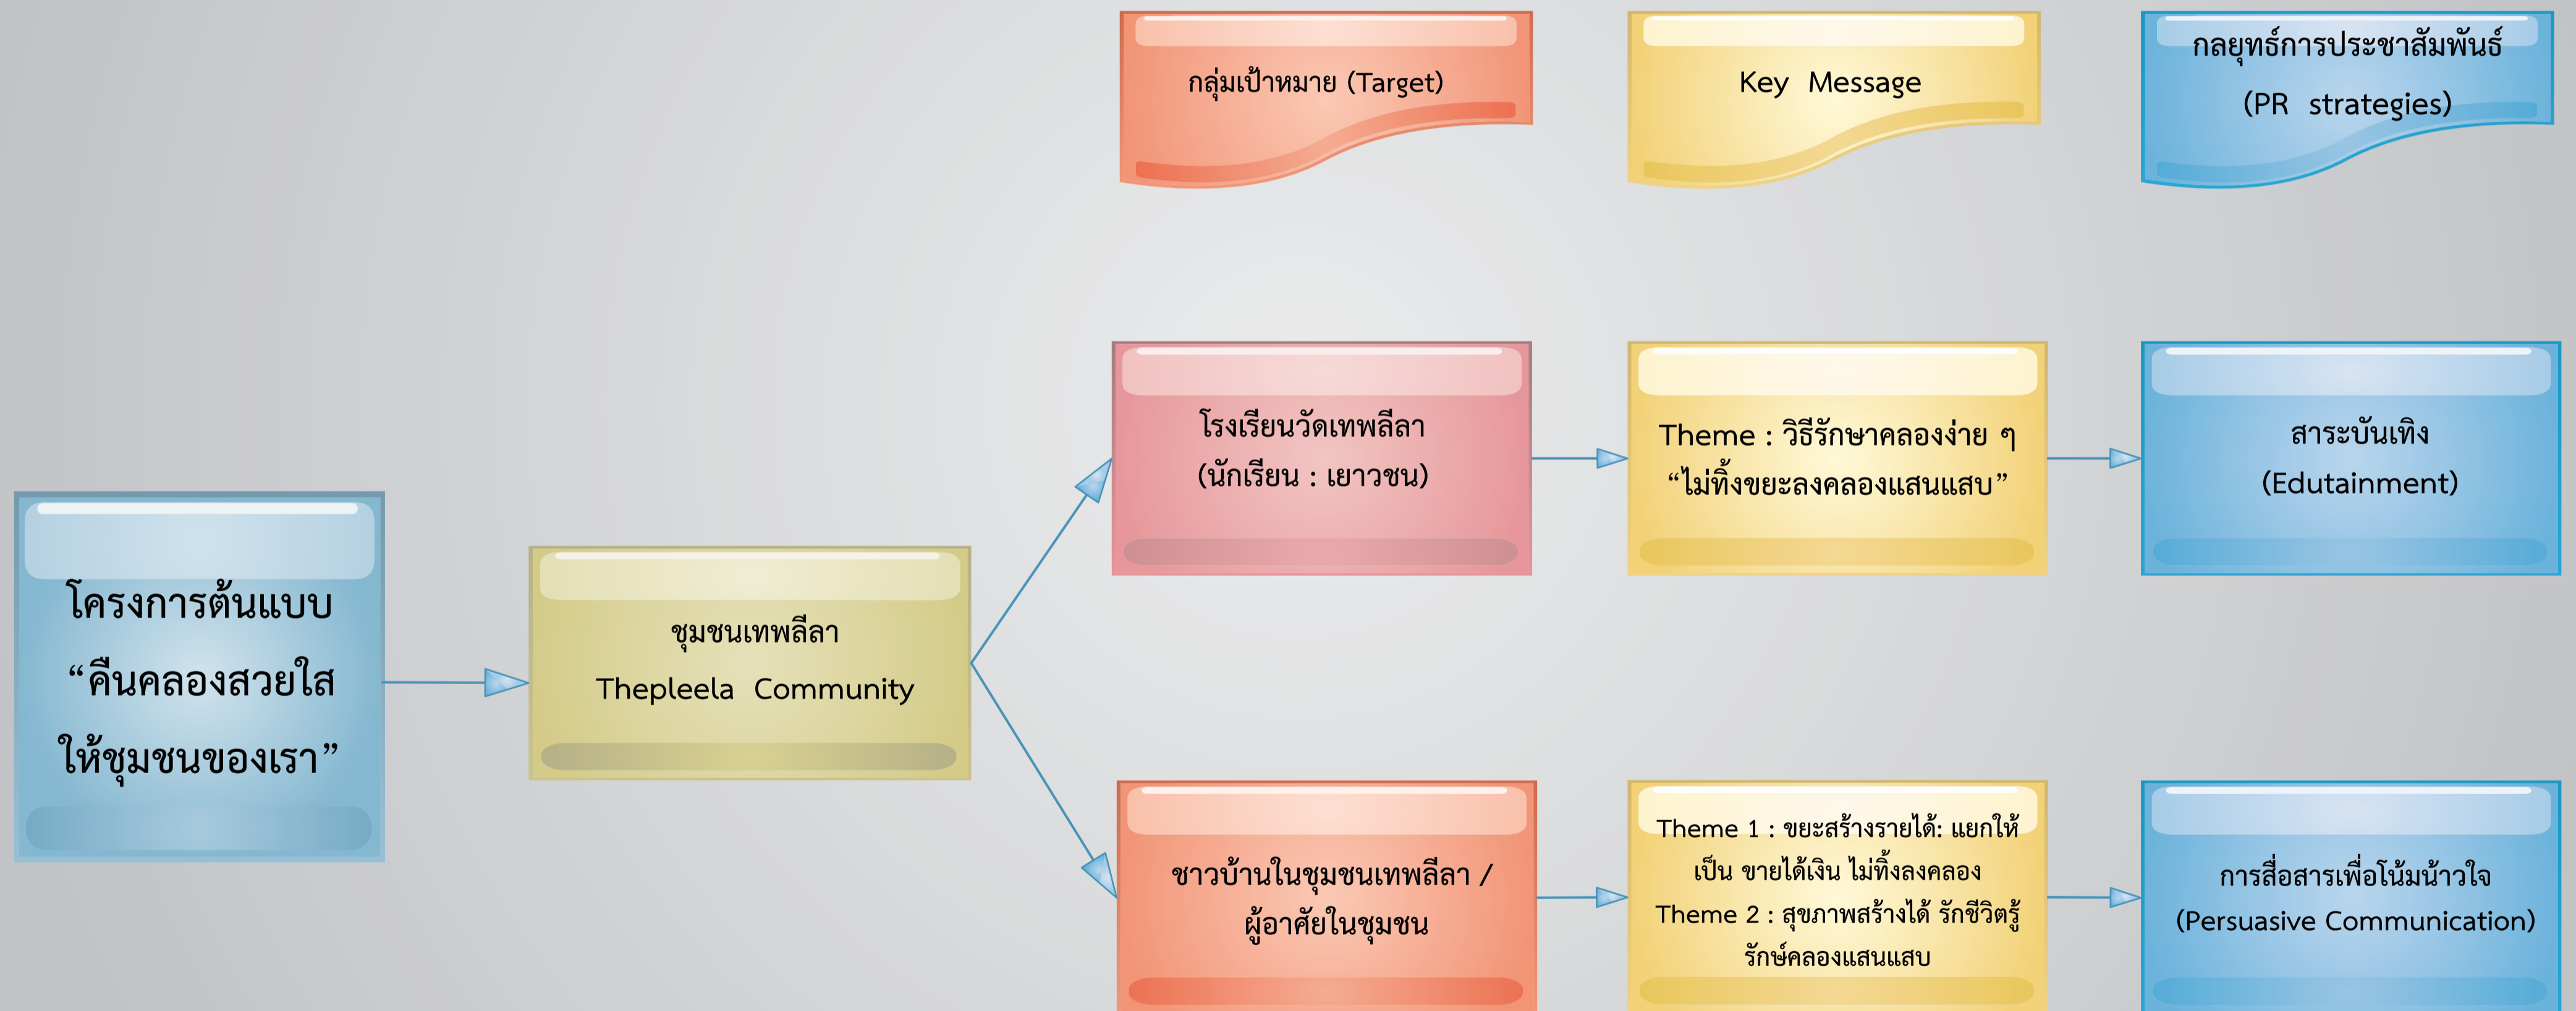 กลุ่มเป้าหมาย (Target)
Key Message
กลยุทธ์การประชาสัมพันธ์
(PR strategies)
โครงการต้นแบบ
“คืนคลองสวยใส
ให้ชุมชนของเรา”
ชุมชนเทพลีลา
Thepleela Community
โรงเรียนวัดเทพลีลา
(นักเรียน : เยาวชน)
Theme : วิธีรักษาคลองง่าย ๆ
“ไม่ทิ้งขยะลงคลองแสนแสบ”
สาระบันเทิง
(Edutainment)
ชาวบ้านในชุมชนเทพลีลา /
ผู้อาศัยในชุมชน
Theme 1 : ขยะสร้างรายได้: แยกให้
เป็น ขายได้เงิน ไม่ทิ้งลงคลอง
Theme 2 : สุขภาพสร้างได้ รักชีวิตรู้
รักษ์คลองแสนแสบ
การสื่อสารเพื่อโน้มน้าวใจ
(Persuasive Communication)